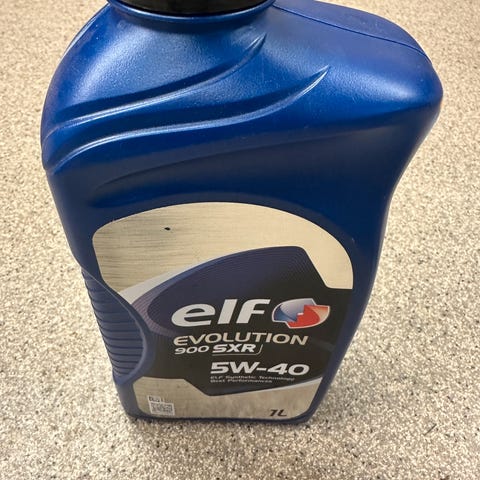 elf
EVOLUTION
900 SXR
5W-40
ELF Synthetic Technology
Best Performances
1L